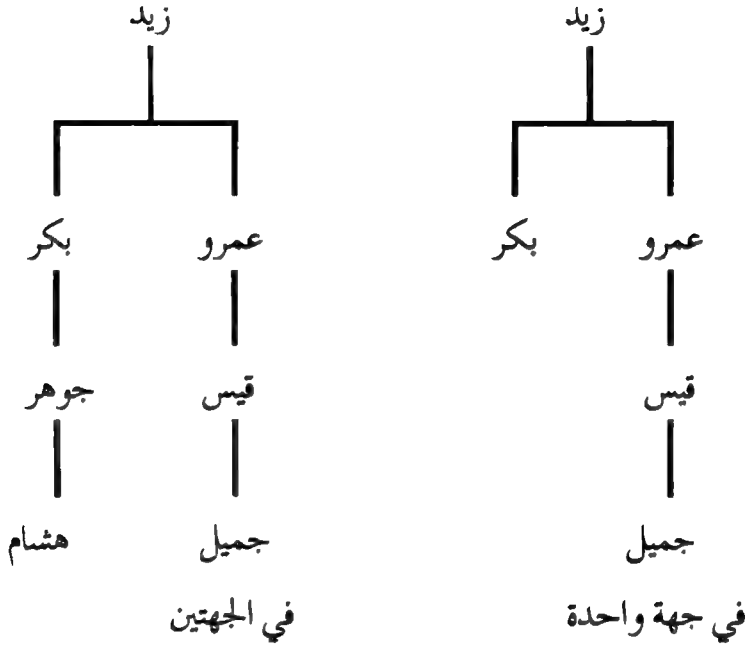 زيد زيد
عمرو بكر عمرو بكر
قيس قيس جوهر
جميل جميل هشام
في جهة واحدة في الجهتين